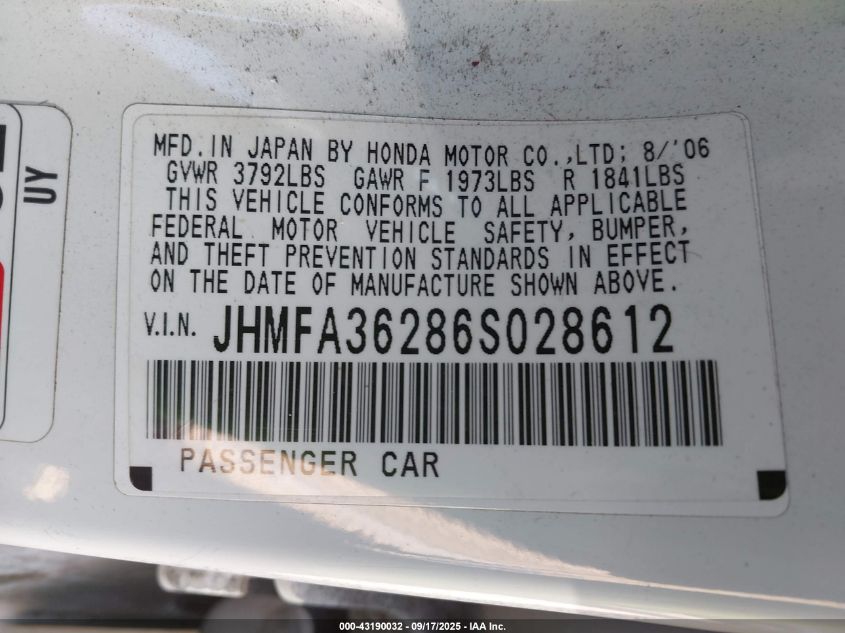 MFD.IN JAPAN BY HONDA MOTOR CO.,LTD; 8/'06
GVWR 3792LBS GAWR F 1973LBS R 1841LBS
THIS VEHICLE CONFORMS TO ALL APPLICABLE
FEDERAL MOTOR VEHICLE SAFETY, BUMPER,
AND THEFT PREVENTION STANDARDS IN EFFECT
ON THE DATE OF MANUFACTURE SHOWN ABOVE.
V.I.N. JHMFA36286S028612
PASSENGER CAR
UY
000-43190032 - 09/17/2025 - IAA Inc.